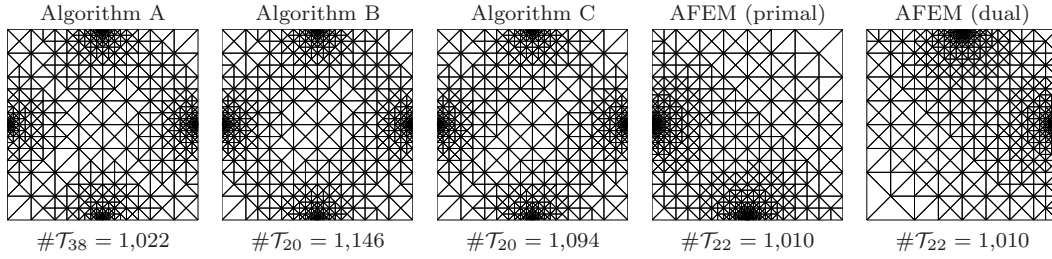 Algorithm A Algorithm B Algorithm C AFEM (primal) AFEM (dual)
#𝒯₃₈ = 1,022 #𝒯₂₀ = 1,146 #𝒯₂₀ = 1,094 #𝒯₂₂ = 1,010 #𝒯₂₂ = 1,010